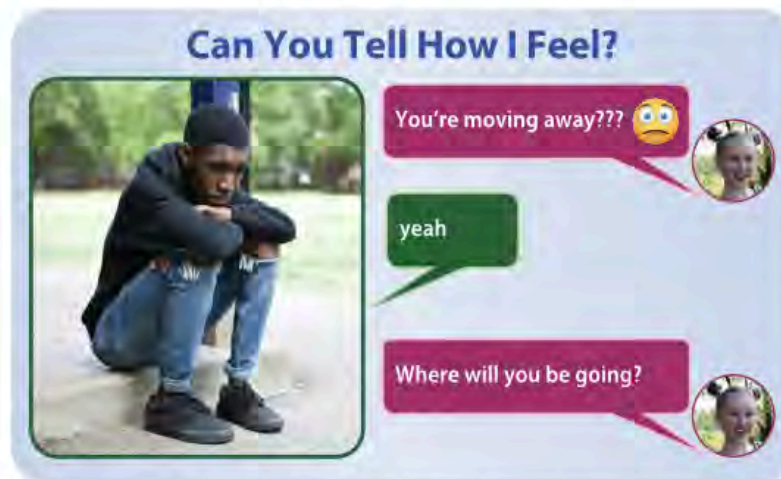 Can You Tell How I Feel?
You're moving away???
yeah
Where will you be going?